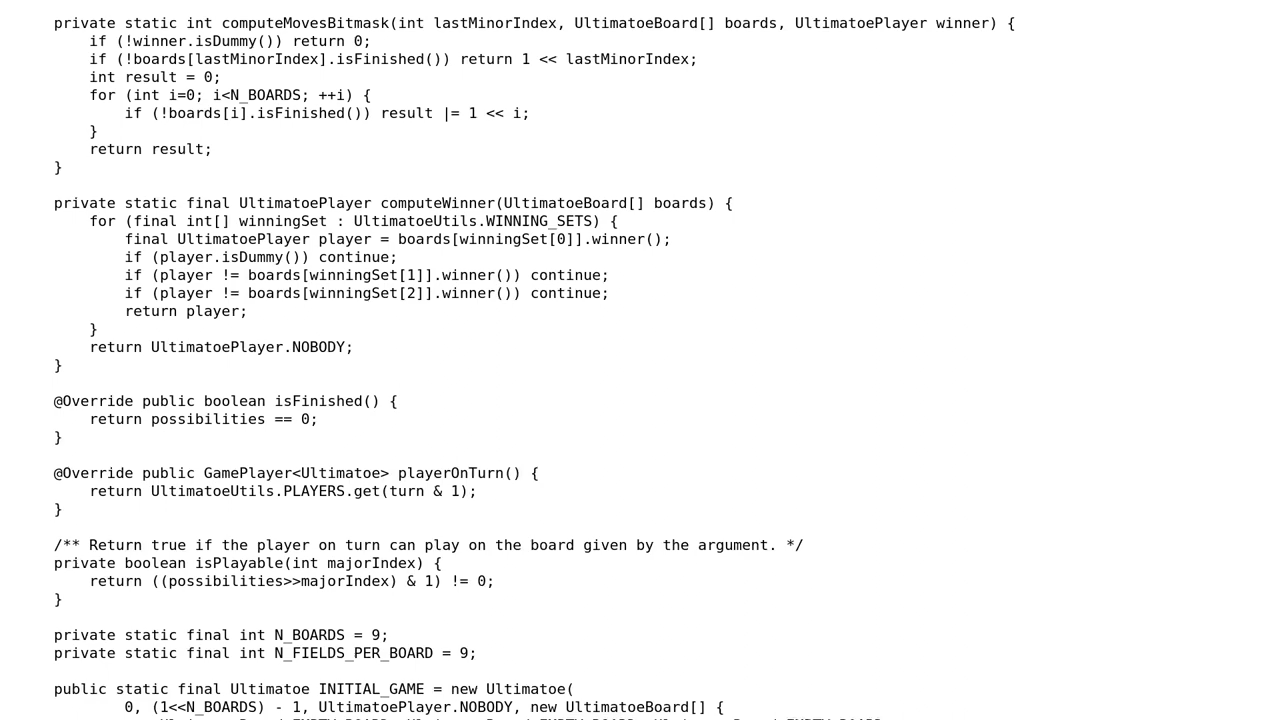 private static int computeMovesBitmask(int lastMinorIndex, UltimatoeBoard[] boards, UltimatoePlayer winner) {
    if (!winner.isDummy()) return 0;
    if (!boards[lastMinorIndex].isFinished()) return 1 << lastMinorIndex;
    int result = 0;
    for (int i=0; i<N_BOARDS; ++i) {
        if (!boards[i].isFinished()) result |= 1 << i;
    }
    return result;
}

private static final UltimatoePlayer computeWinner(UltimatoeBoard[] boards) {
    for (final int[] winningSet : UltimatoeUtils.WINNING_SETS) {
        final UltimatoePlayer player = boards[winningSet[0]].winner();
        if (player.isDummy()) continue;
        if (player != boards[winningSet[1]].winner()) continue;
        if (player != boards[winningSet[2]].winner()) continue;
        return player;
    }
    return UltimatoePlayer.NOBODY;
}

@Override public boolean isFinished() {
    return possibilities == 0;
}

@Override public GamePlayer<Ultimatoe> playerOnTurn() {
    return UltimatoeUtils.PLAYERS.get(turn & 1);
}

/** Return true if the player on turn can play on the board given by the argument. */
private boolean isPlayable(int majorIndex) {
    return ((possibilities>>majorIndex) & 1) != 0;
}

private static final int N_BOARDS = 9;
private static final int N_FIELDS_PER_BOARD = 9;

public static final Ultimatoe INITIAL_GAME = new Ultimatoe(
        0, (1<<N_BOARDS) - 1, UltimatoePlayer.NOBODY, new UltimatoeBoard[] {